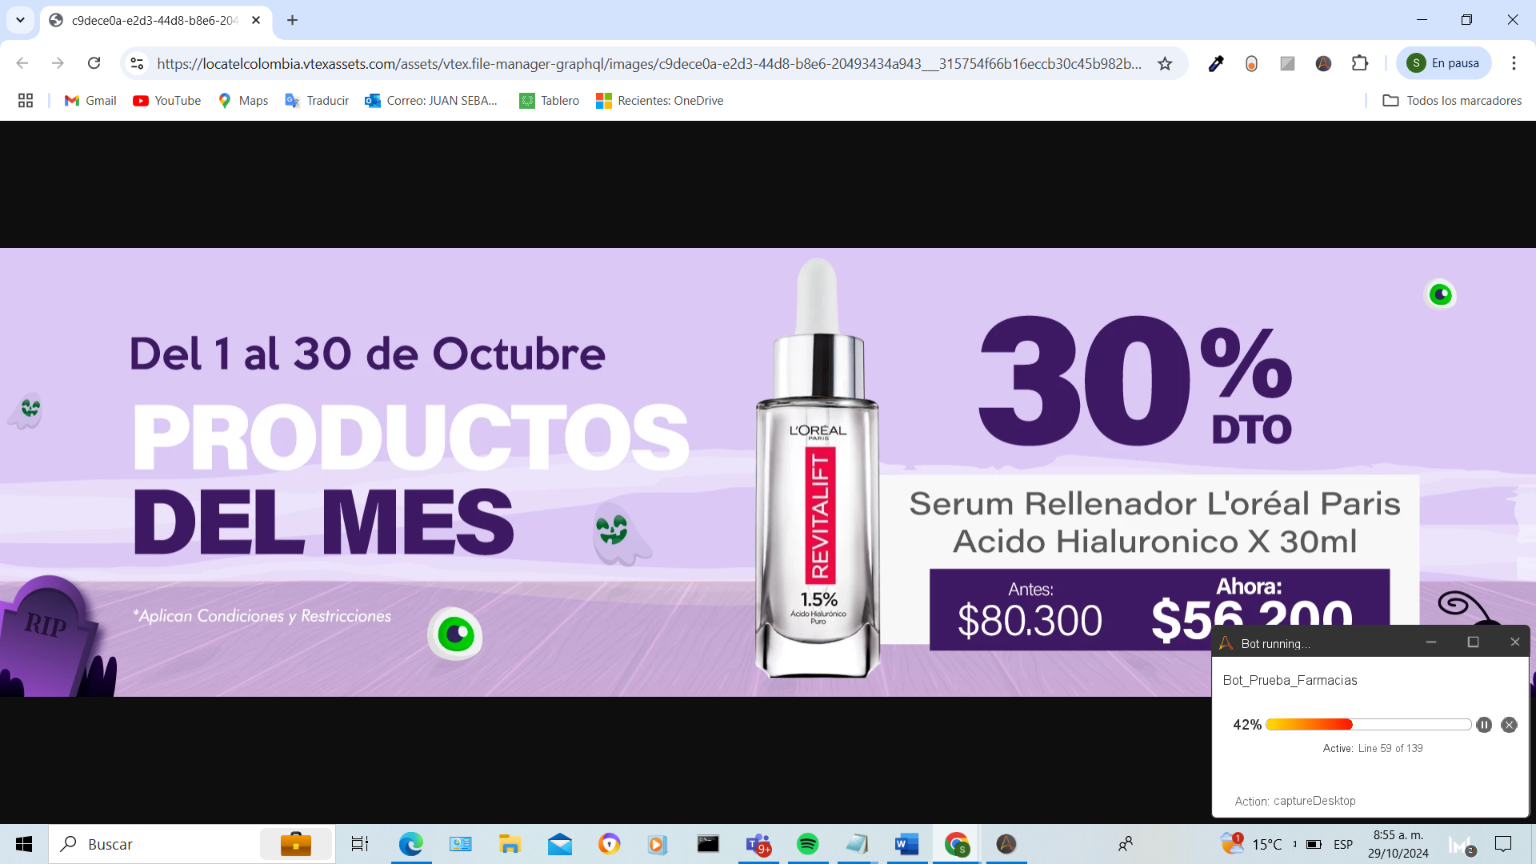 c9dece0a-e2d3-44d8-b8e6-204
https://locatelcolombia.vtexassets.com/assets/vtex.file-manager-graphql/images/c9dece0a-e2d3-44d8-b8e6-20493434a943___315754f66b16eccb30c45b982b...
S En pausa
Gmail YouTube Maps Traducir Correo: JUAN SEBA... Tablero Recientes: OneDrive Todos los marcadores
Del 1 al 30 de Octubre
PRODUCTOS
DEL MES
*Aplican Condiciones y Restricciones
RIP
L'ORÉAL
PARIS
REVITALIFT
1.5%
Ácido Hialurónico
Puro
30%
DTO
Serum Rellenador L'oréal Paris
Acido Hialuronico X 30ml
Antes:
$80.300
Ahora:
$56.200
Bot running...
Bot_Prueba_Farmacias
42%
Active: Line 59 of 139
Action: captureDesktop
Buscar
9+
1
15°C
ESP
8:55 a. m.
29/10/2024
2